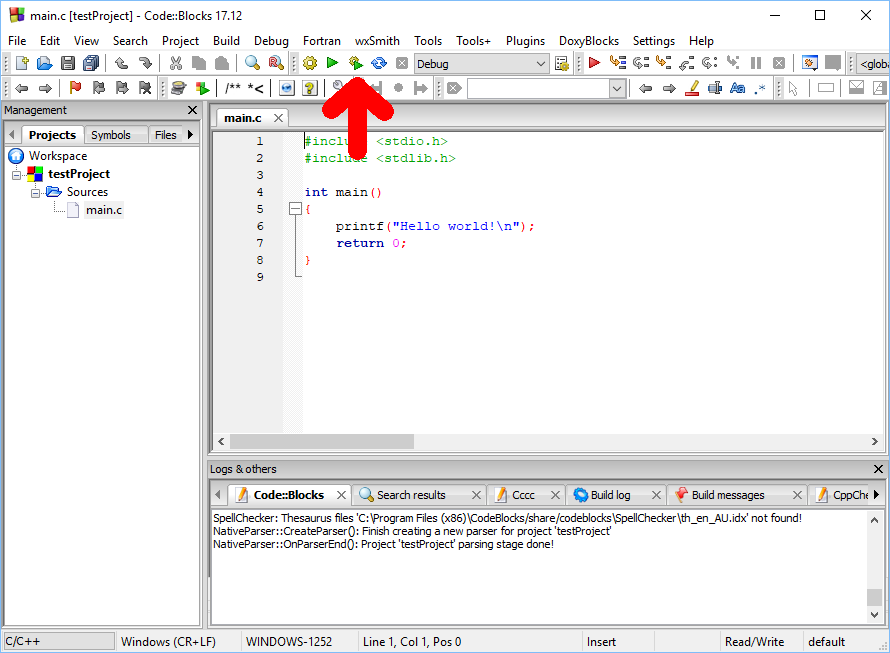 main.c [testProject] - Code::Blocks 17.12
File Edit View Search Project Build Debug Fortran wxSmith Tools Tools+ Plugins DoxyBlocks Settings Help
Debug <globa
/** *<
Management
Projects Symbols Files
Workspace
testProject
Sources
main.c
main.c
1 #include <stdio.h>
2 #include <stdlib.h>
3
4 int main()
5 {
6 printf("Hello world!\n");
7 return 0;
8 }
9
Logs & others
Code::Blocks Search results Cccc Build log Build messages CppChe
SpellChecker: Thesaurus files 'C:\Program Files (x86)\CodeBlocks/share/codeblocks\SpellChecker\th_en_AU.idx' not found!
NativeParser::CreateParser(): Finish creating a new parser for project 'testProject'
NativeParser::OnParserEnd(): Project 'testProject' parsing stage done!
C/C++ Windows (CR+LF) WINDOWS-1252 Line 1, Col 1, Pos 0 Insert Read/Write default